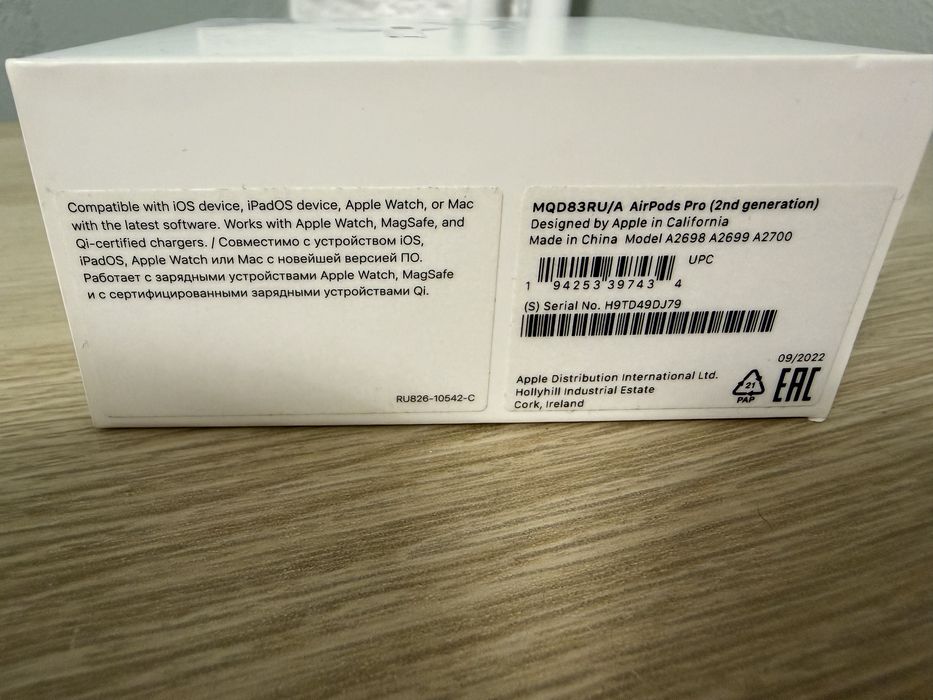 Compatible with iOS device, iPadOS device, Apple Watch, or Mac
with the latest software. Works with Apple Watch, MagSafe, and
Qi-certified chargers. / Совместимо с устройством iOS,
iPadOS, Apple Watch или Mac с новейшей версией ПО.
Работает с зарядными устройствами Apple Watch, MagSafe
и с сертифицированными зарядными устройствами Qi.
RU826-10542-C
MQD83RU/A AirPods Pro (2nd generation)
Designed by Apple in California
Made in China Model A2698 A2699 A2700
UPC
1 94253 39743 4
(S) Serial No. H9TD49DJ79
09/2022
Apple Distribution International Ltd.
Hollyhill Industrial Estate
Cork, Ireland
21
PAP
EAC